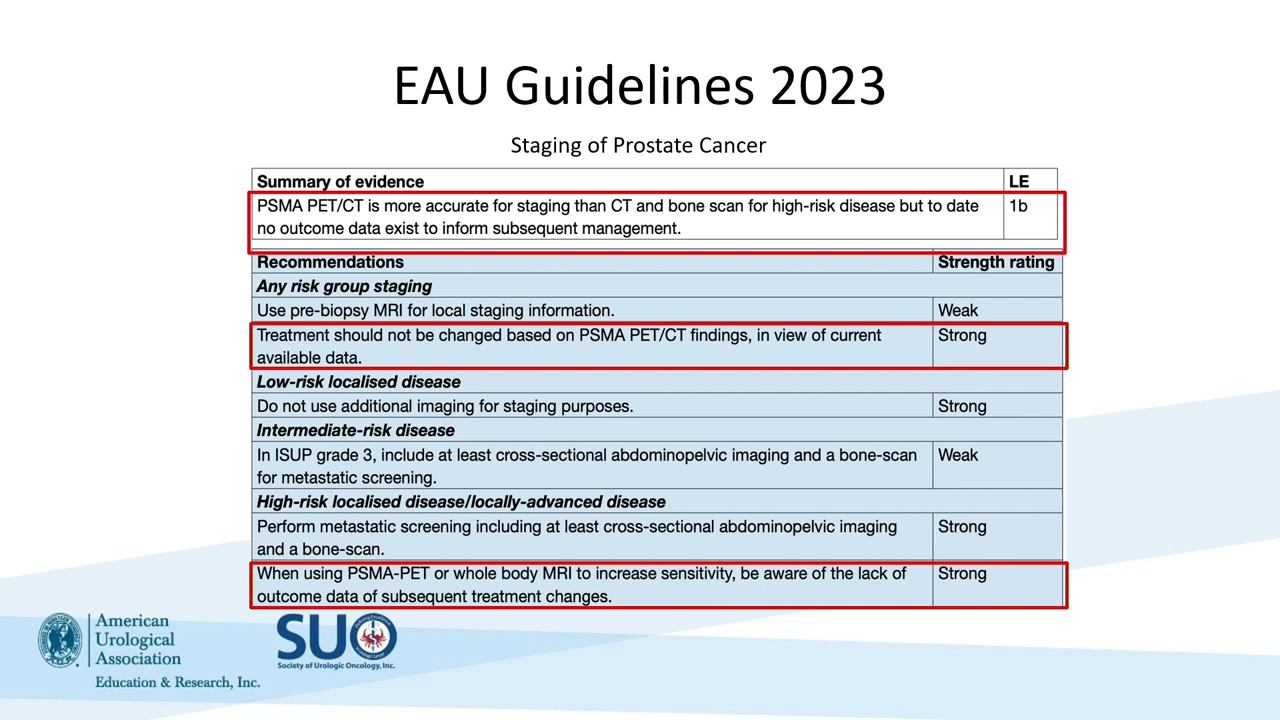 EAU Guidelines 2023
Staging of Prostate Cancer
Summary of evidence LE
PSMA PET/CT is more accurate for staging than CT and bone scan for high-risk disease but to date 1b
no outcome data exist to inform subsequent management.
Recommendations Strength rating
Any risk group staging
Use pre-biopsy MRI for local staging information. Weak
Treatment should not be changed based on PSMA PET/CT findings, in view of current Strong
available data.
Low-risk localised disease
Do not use additional imaging for staging purposes. Strong
Intermediate-risk disease
In ISUP grade 3, include at least cross-sectional abdominopelvic imaging and a bone-scan Weak
for metastatic screening.
High-risk localised disease/locally-advanced disease
Perform metastatic screening including at least cross-sectional abdominopelvic imaging Strong
and a bone-scan.
When using PSMA-PET or whole body MRI to increase sensitivity, be aware of the lack of Strong
outcome data of subsequent treatment changes.
American
Urological
Association
Education & Research, Inc.
SUO
Society of Urologic Oncology, Inc.